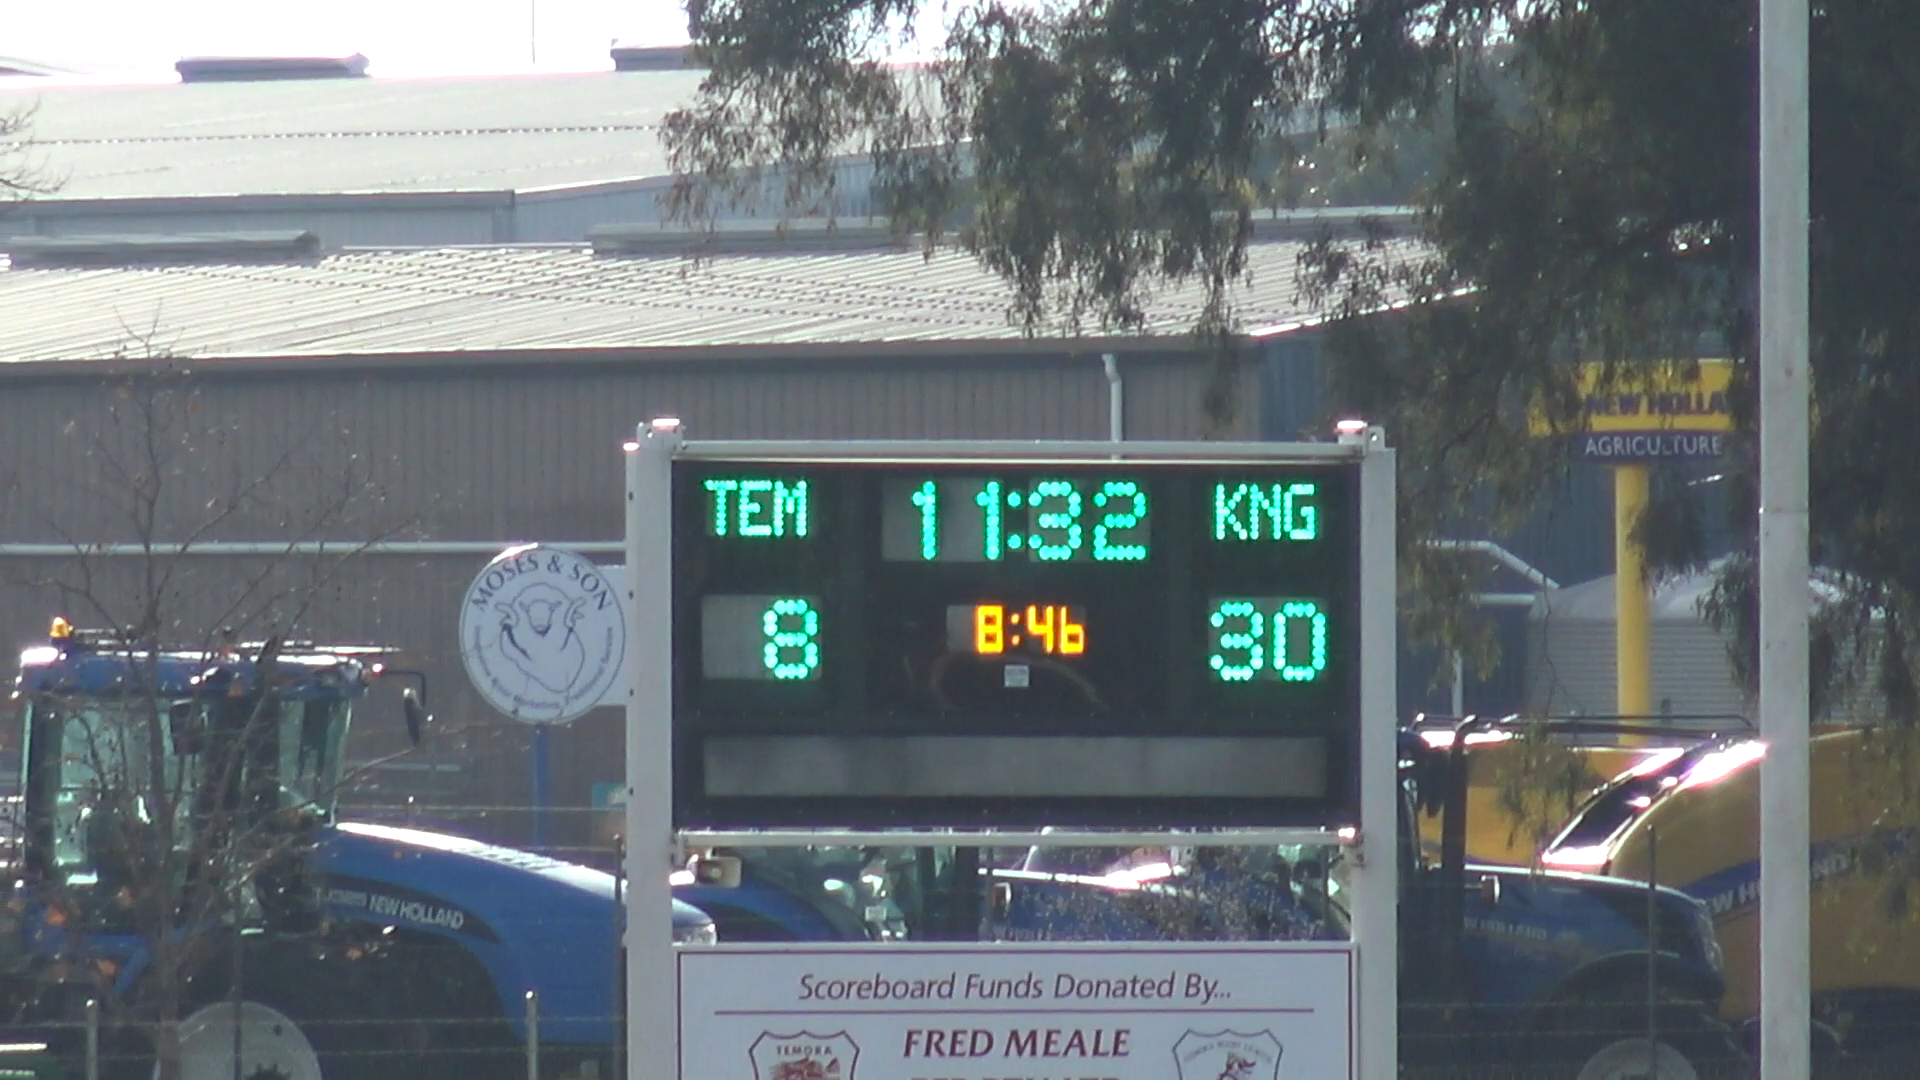 NEW HOLLA
AGRICULTURE
TEM 11:32 KNG
8 8:46 30
MOSES & SON
NEW HOLLAND
Scoreboard Funds Donated By...
FRED MEALE
TEMORA